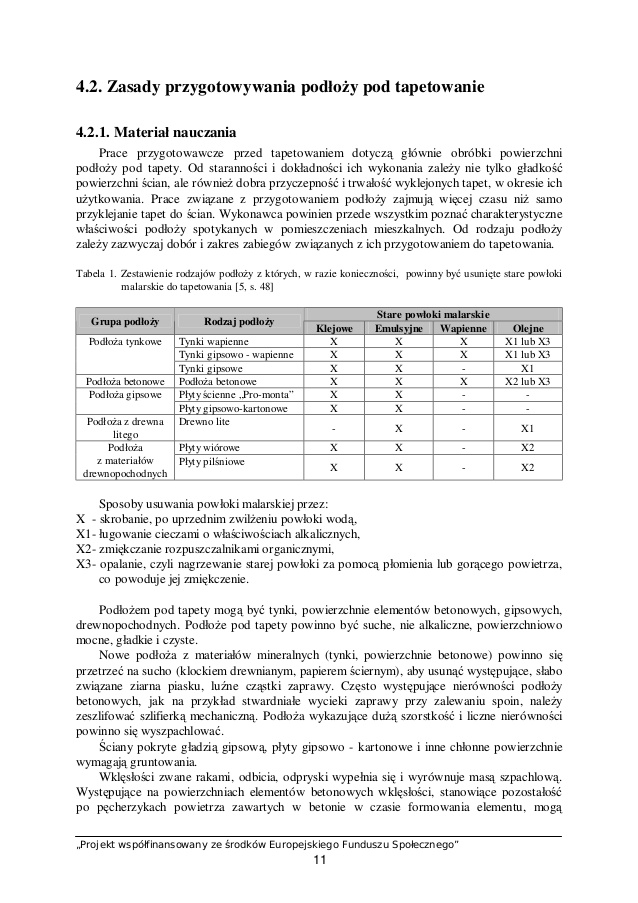 4.2. Zasady przygotowywania podłoży pod tapetowanie
4.2.1. Materiał nauczania
Prace przygotowawcze przed tapetowaniem dotyczą głównie obróbki powierzchni
podłoży pod tapety. Od staranności i dokładności ich wykonania zależy nie tylko gładkość
powierzchni ścian, ale również dobra przyczepność i trwałość wyklejonych tapet, w okresie ich
użytkowania. Prace związane z przygotowaniem podłoży zajmują więcej czasu niż samo
przyklejanie tapet do ścian. Wykonawca powinien przede wszystkim poznać charakterystyczne
właściwości podłoży spotykanych w pomieszczeniach mieszkalnych. Od rodzaju podłoży
zależy zazwyczaj dobór i zakres zabiegów związanych z ich przygotowaniem do tapetowania.
Tabela 1. Zestawienie rodzajów podłoży z których, w razie konieczności, powinny być usunięte stare powłoki
malarskie do tapetowania [5, s. 48]
Grupa podłoży Rodzaj podłoży Stare powłoki malarskie
Klejowe Emulsyjne Wapienne Olejne
Podłoża tynkowe Tynki wapienne X X X X1 lub X3
Tynki gipsowo - wapienne X X X X1 lub X3
Tynki gipsowe X X - X1
Podłoża betonowe Podłoża betonowe X X X X2 lub X3
Podłoża gipsowe Płyty ścienne „Pro-monta” X X - -
Płyty gipsowo-kartonowe X X - -
Podłoża z drewna Drewno lite - X - X1
litego
Podłoża Płyty wiórowe X X - X2
z materiałów Płyty pilśniowe X X - X2
drewnopochodnych
Sposoby usuwania powłoki malarskiej przez:
X - skrobanie, po uprzednim zwilżeniu powłoki wodą,
X1- ługowanie cieczami o właściwościach alkalicznych,
X2- zmiękczanie rozpuszczalnikami organicznymi,
X3- opalanie, czyli nagrzewanie starej powłoki za pomocą płomienia lub gorącego powietrza,
co powoduje jej zmiękczenie.
Podłożem pod tapety mogą być tynki, powierzchnie elementów betonowych, gipsowych,
drewnopochodnych. Podłoże pod tapety powinno być suche, nie alkaliczne, powierzchniowo
mocne, gładkie i czyste.
Nowe podłoża z materiałów mineralnych (tynki, powierzchnie betonowe) powinno się
przetrzeć na sucho (klockiem drewnianym, papierem ściernym), aby usunąć występujące, słabo
związane ziarna piasku, luźne cząstki zaprawy. Często występujące nierówności podłoży
betonowych, jak na przykład stwardniałe wycieki zaprawy przy zalewaniu spoin, należy
zeszlifować szlifierką mechaniczną. Podłoża wykazujące dużą szorstkość i liczne nierówności
powinno się wyszpachlować.
Ściany pokryte gładzią gipsową, płyty gipsowo - kartonowe i inne chłonne powierzchnie
wymagają gruntowania.
Wklęsłości zwane rakami, odbicia, odpryski wypełnia się i wyrównuje masą szpachlową.
Występujące na powierzchniach elementów betonowych wklęsłości, stanowiące pozostałość
po pęcherzykach powietrza zawartych w betonie w czasie formowania elementu, mogą
„Projekt współfinansowany ze środków Europejskiego Funduszu Społecznego”
11